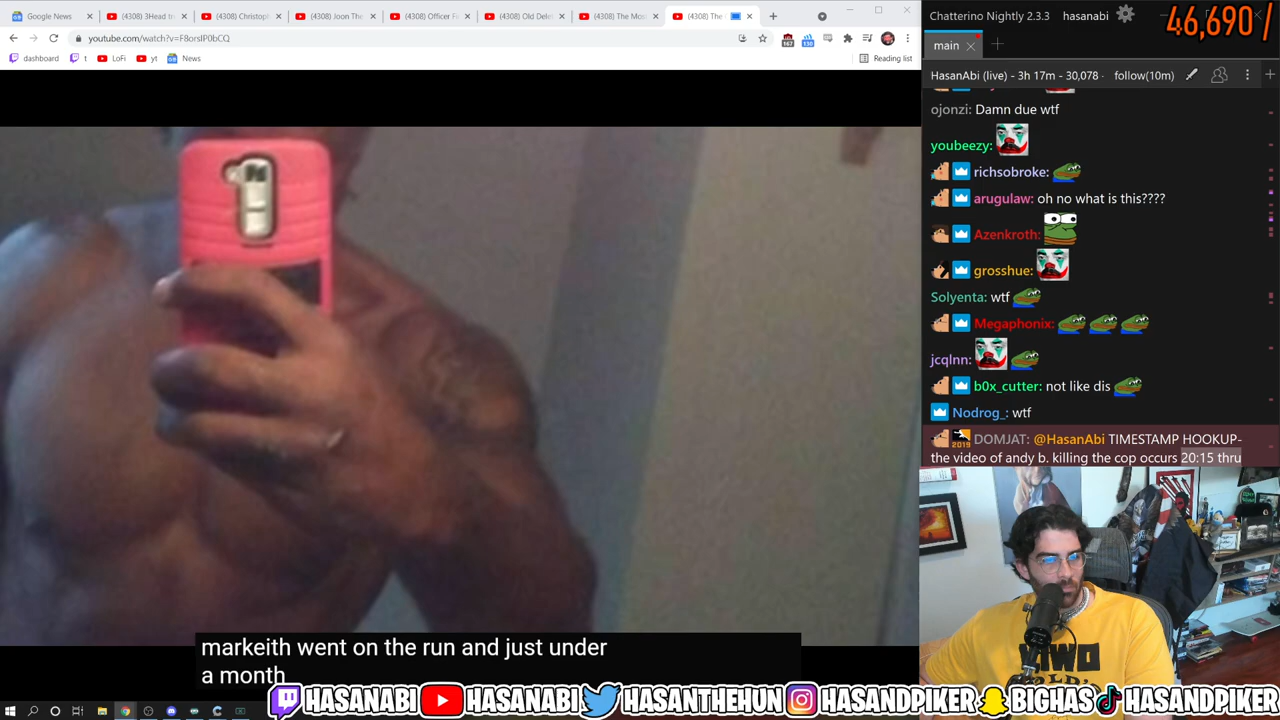 Google News
(4308) 3Head tr
(4308) Christop
(4308) Joon The
(4308) Officer F
(4308) Old Delet
(4308) The Mo
(4308) The
youtube.com/watch?v=F8orsIP0bCQ
167
130
dashboard
t
LoFi
yt
News
Reading list
markeith went on the run and just under
a month
Chatterino Nightly 2.3.3
hasanabi
46,690 /
main
HasanAbi (live) - 3h 17m - 30,078 - follow(10m)
ojonzi: Damn due wtf
youbeezy:
richsobroke:
arugulaw: oh no what is this????
Azenkroth:
grosshue:
Solyenta: wtf
Megaphonix:
jcqlnn:
b0x_cutter: not like dis
Nodrog_: wtf
2019 DOMJAT: @HasanAbi TIMESTAMP HOOKUP-
the video of andy b. killing the cop occurs 20:15 thru
HASANABI HASANABI HASANTHEHUN HASANDPIKER BIGHAS HASANDPIKER